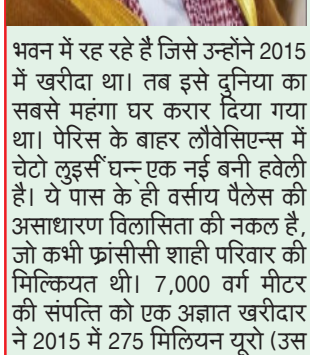 भवन में रह रहे हैं जिसे उन्होंने 2015
में खरीदा था। तब इसे दुनिया का
सबसे महंगा घर करार दिया गया
था। पेरिस के बाहर लौवेसिएन्स में
चेटो लुइर्सीघन्न् एक नई बनी हवेली
है। ये पास के ही वर्साय पैलेस की
असाधारण विलासिता की नकल है,
जो कभी फ्रांसीसी शाही परिवार की
मिल्कियत थी। 7,000 वर्ग मीटर
की संपत्ति को एक अज्ञात खरीदार
ने 2015 में 275 मिलियन यूरो (उस